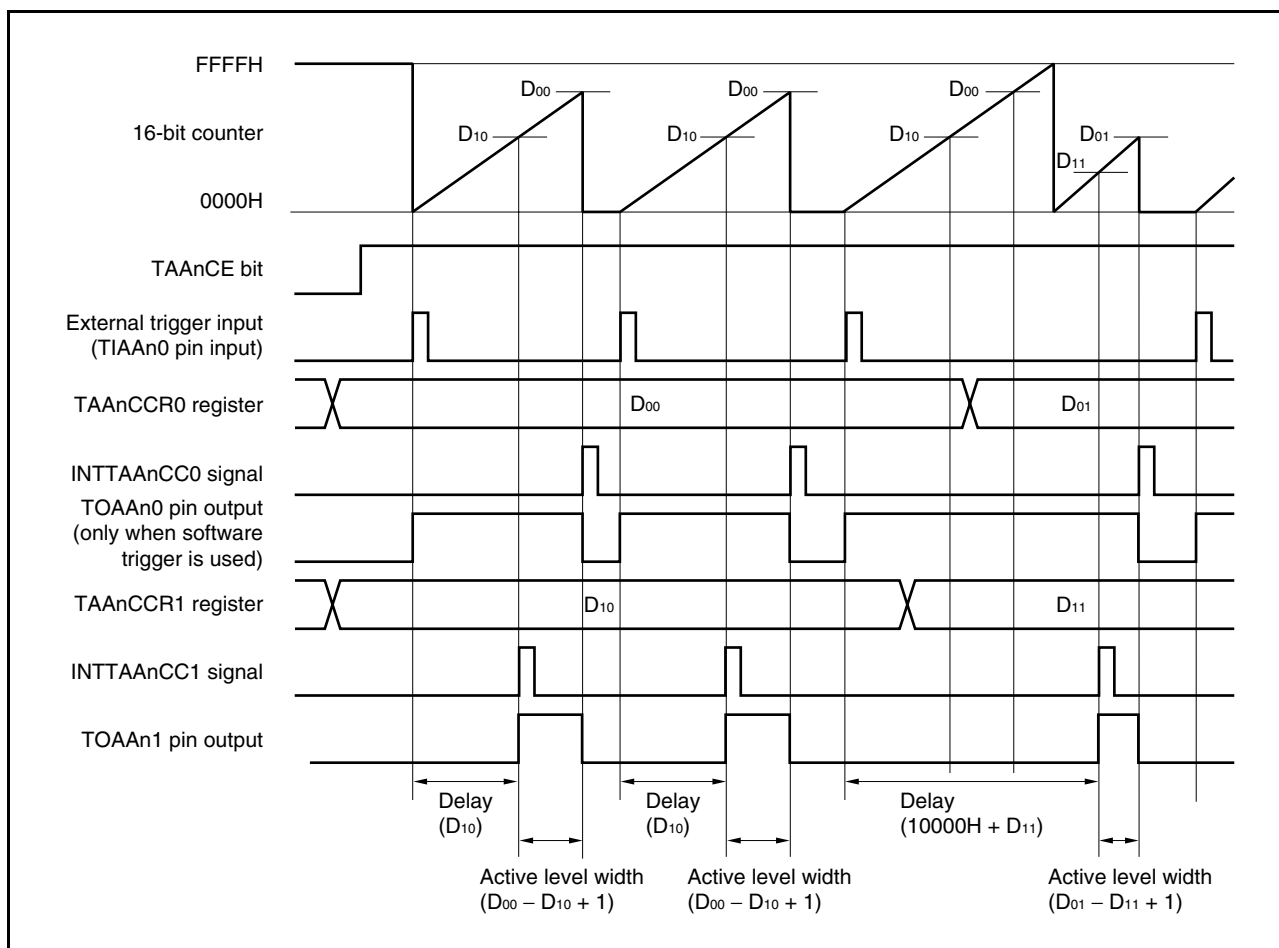 FFFFH
D00
D00
D00
16-bit counter
D10
D10
D10
D01
D11
0000H
TAAnCE bit
External trigger input
(TIAAn0 pin input)
TAAnCCR0 register
D00
D01
INTTAAnCC0 signal
TOAAn0 pin output
(only when software
trigger is used)
TAAnCCR1 register
D10
D11
INTTAAnCC1 signal
TOAAn1 pin output
Delay
(D10)
Delay
(D10)
Delay
(10000H + D11)
Active level width
(D00 − D10 + 1)
Active level width
(D00 − D10 + 1)
Active level width
(D01 − D11 + 1)